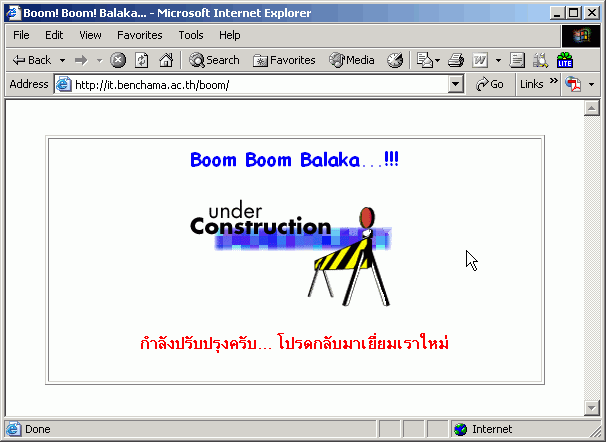 Boom! Boom! Balaka... - Microsoft Internet Explorer
File Edit View Favorites Tools Help
Back Search Favorites Media W LITE
Address http://it.benchama.ac.th/boom/ Go Links »
Boom Boom Balaka...!!!
under
Construction
กำลังปรับปรุงครับ... โปรดกลับมาเยี่ยมเราใหม่
Done Internet